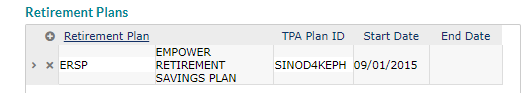 Retirement Plans
Retirement Plan TPA Plan ID Start Date End Date
ERSP EMPOWER RETIREMENT SAVINGS PLAN SINOD4KEPH 09/01/2015